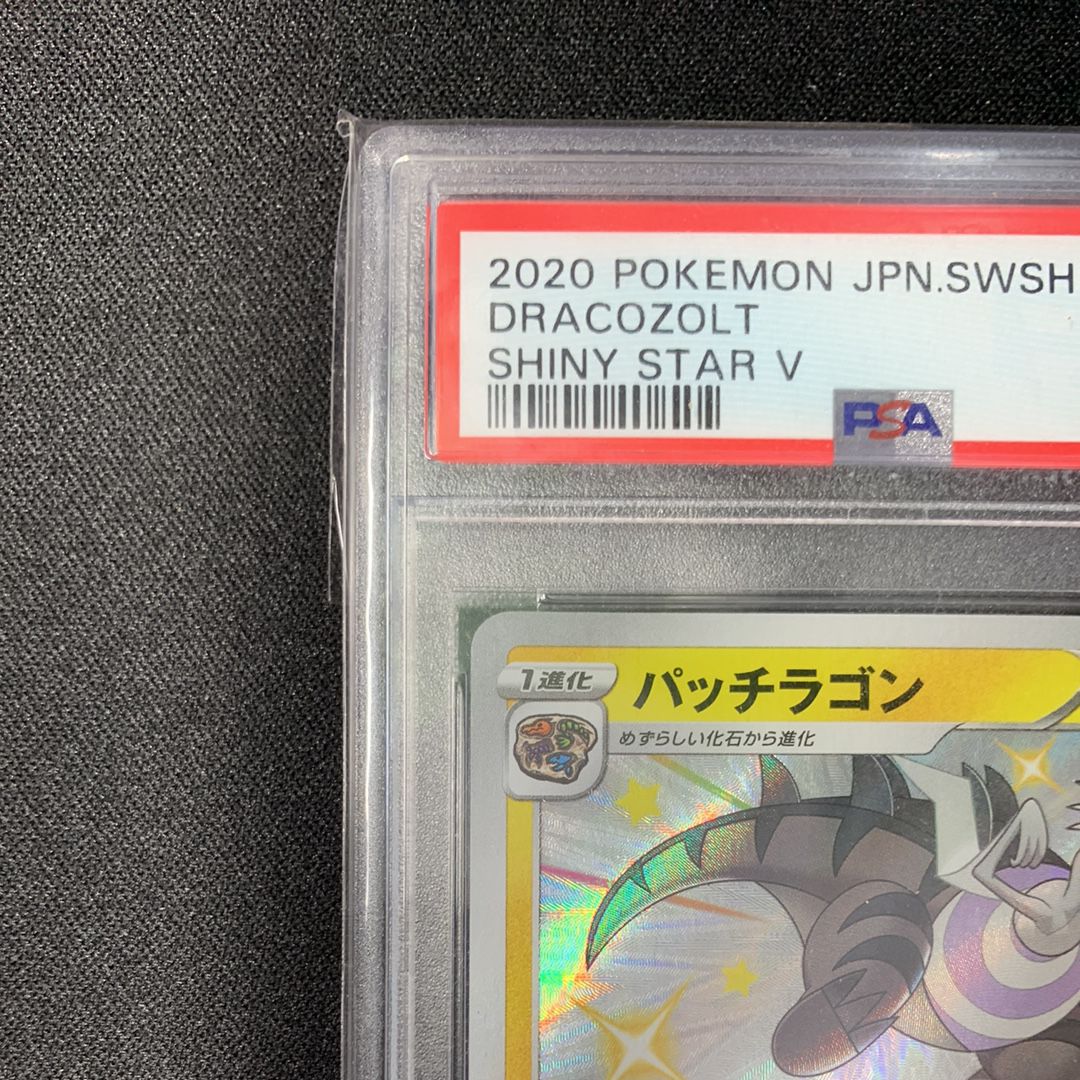 2020 POKEMON JPN.SWSH
DRACOZOLT
SHINY STAR V
PSA
1進化
パッチラゴン
めずらしい化石から進化